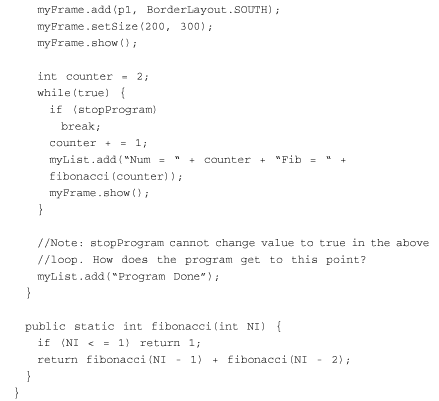 myFrame.add(p1, BorderLayout.SOUTH);
myFrame.setSize(200, 300);
myFrame.show();

int counter = 2;
while(true) {
if (stopProgram)
break;
counter + = 1;
myList.add(“Num = “ + counter + “Fib = “ +
fibonacci(counter));
myFrame.show();
}

//Note: stopProgram cannot change value to true in the above
//loop. How does the program get to this point?
myList.add(“Program Done”);
}

public static int fibonacci(int NI) {
if (NI < = 1) return 1;
return fibonacci(NI - 1) + fibonacci(NI - 2);
}
}